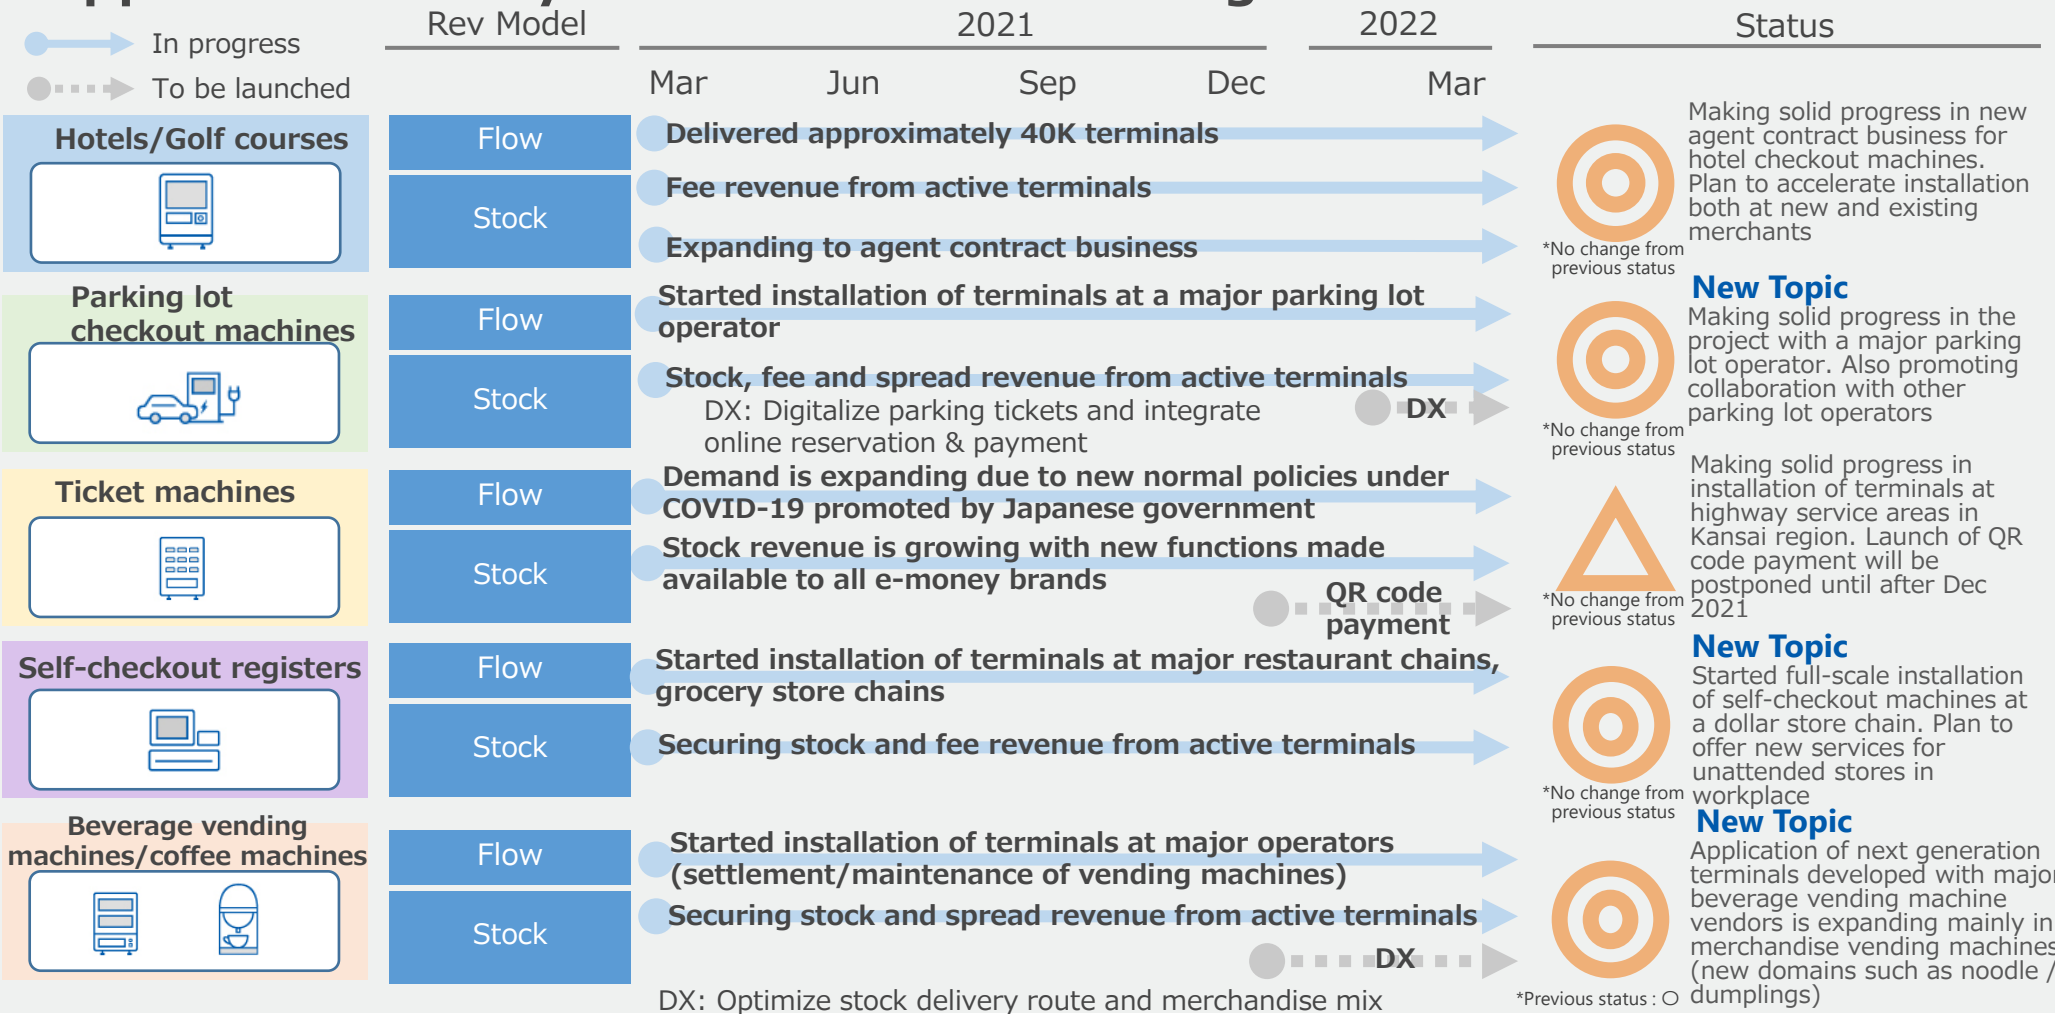 In progress
To be launched
Rev Model
2021
2022
Status
Mar
Jun
Sep
Dec
Mar
Hotels/Golf courses
Flow
Stock
Delivered approximately 40K terminals
Fee revenue from active terminals
Expanding to agent contract business
*No change from
previous status
Making solid progress in new
agent contract business for
hotel checkout machines.
Plan to accelerate installation
both at new and existing
merchants
Parking lot
checkout machines
Flow
Stock
Started installation of terminals at a major parking lot
operator
Stock, fee and spread revenue from active terminals
DX: Digitalize parking tickets and integrate
online reservation & payment
DX
*No change from
previous status
New Topic
Making solid progress in the
project with a major parking
lot operator. Also promoting
collaboration with other
parking lot operators
Ticket machines
Flow
Stock
Demand is expanding due to new normal policies under
COVID-19 promoted by Japanese government
Stock revenue is growing with new functions made
available to all e-money brands
QR code
payment
*No change from
previous status
Making solid progress in
installation of terminals at
highway service areas in
Kansai region. Launch of QR
code payment will be
postponed until after Dec
2021
Self-checkout registers
Flow
Stock
Started installation of terminals at major restaurant chains,
grocery store chains
Securing stock and fee revenue from active terminals
*No change from
previous status
New Topic
Started full-scale installation
of self-checkout machines at
a dollar store chain. Plan to
offer new services for
unattended stores in
workplace
Beverage vending
machines/coffee machines
Flow
Stock
Started installation of terminals at major operators
(settlement/maintenance of vending machines)
Securing stock and spread revenue from active terminals
DX
DX: Optimize stock delivery route and merchandise mix
*Previous status : ○
New Topic
Application of next generation
terminals developed with major
beverage vending machine
vendors is expanding mainly in
merchandise vending machines
(new domains such as noodle /
dumplings)